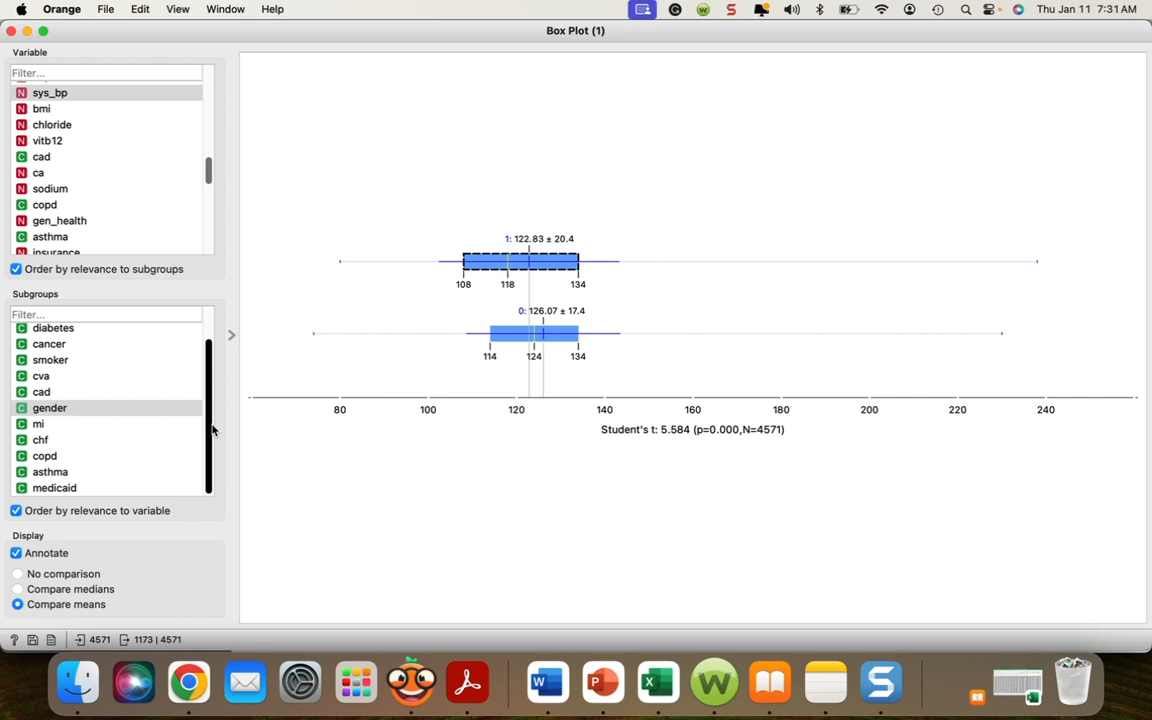 Orange File Edit View Window Help Thu Jan 11 7:31 AM
Box Plot (1)
Variable
Filter...
N sys_bp
N bmi
N chloride
N vitb12
C cad
N ca
N sodium
C copd
N gen_health
C asthma
insurance
Order by relevance to subgroups
Subgroups
Filter...
C diabetes
C cancer
C smoker
C cva
C cad
C gender
C mi
C chf
C copd
C asthma
C medicaid
Order by relevance to variable
Display
Annotate
No comparison
Compare medians
Compare means
? 4571 1173 | 4571
1: 122.83 ± 20.4
108 118 134
0: 126.07 ± 17.4
114 124 134
80 100 120 140 160 180 200 220 240
Student's t: 5.584 (p=0.000,N=4571)
W P X W S